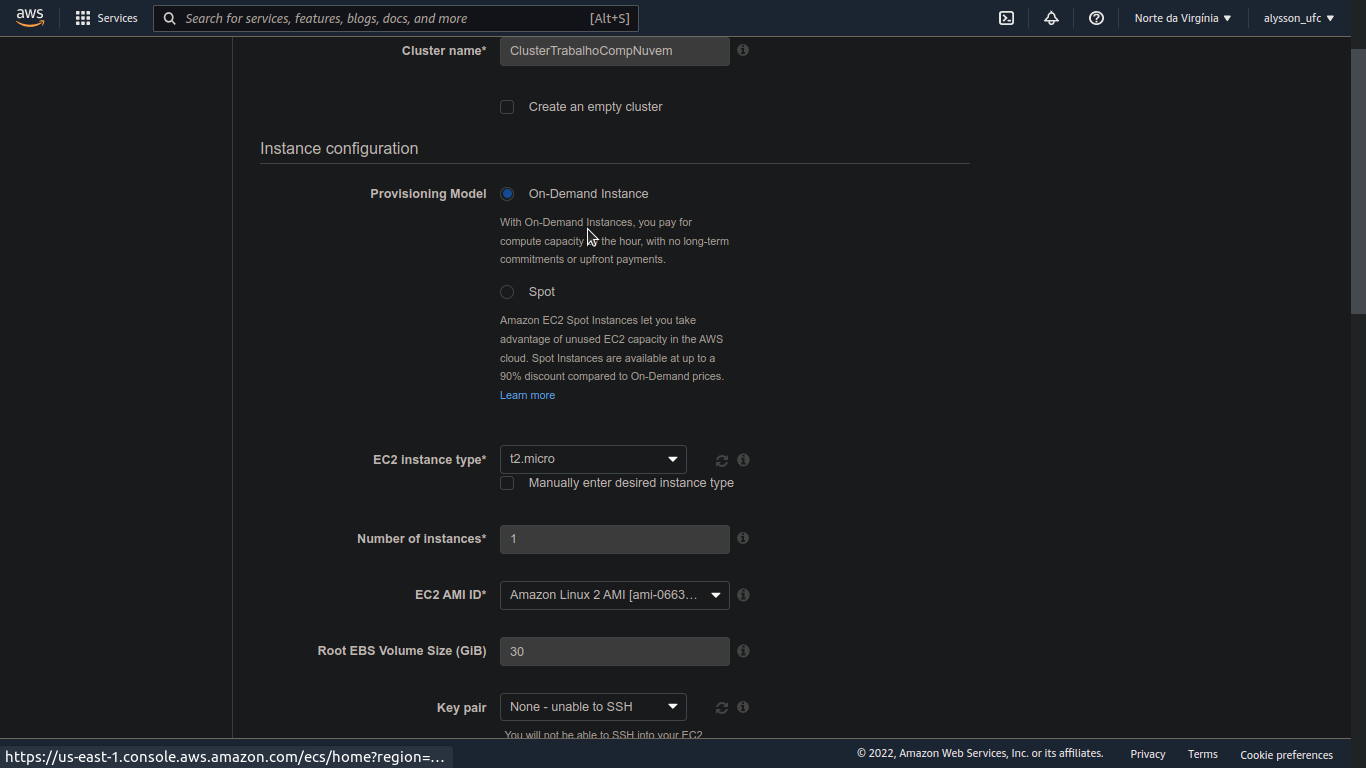 aws Services Search for services, features, blogs, docs, and more [Alt+S] Norte da Virgínia alysson_ufc
Cluster name* ClusterTrabalhoCompNuvem
Create an empty cluster
Instance configuration
Provisioning Model On-Demand Instance
With On-Demand Instances, you pay for
compute capacity the hour, with no long-term
commitments or upfront payments.
Spot
Amazon EC2 Spot Instances let you take
advantage of unused EC2 capacity in the AWS
cloud. Spot Instances are available at up to a
90% discount compared to On-Demand prices.
Learn more
EC2 instance type* t2.micro
Manually enter desired instance type
Number of instances* 1
EC2 AMI ID* Amazon Linux 2 AMI [ami-0663...
Root EBS Volume Size (GiB) 30
Key pair None - unable to SSH
You will not be able to SSH into your EC2
https://us-east-1.console.aws.amazon.com/ecs/home?region=...
© 2022, Amazon Web Services, Inc. or its affiliates. Privacy Terms Cookie preferences